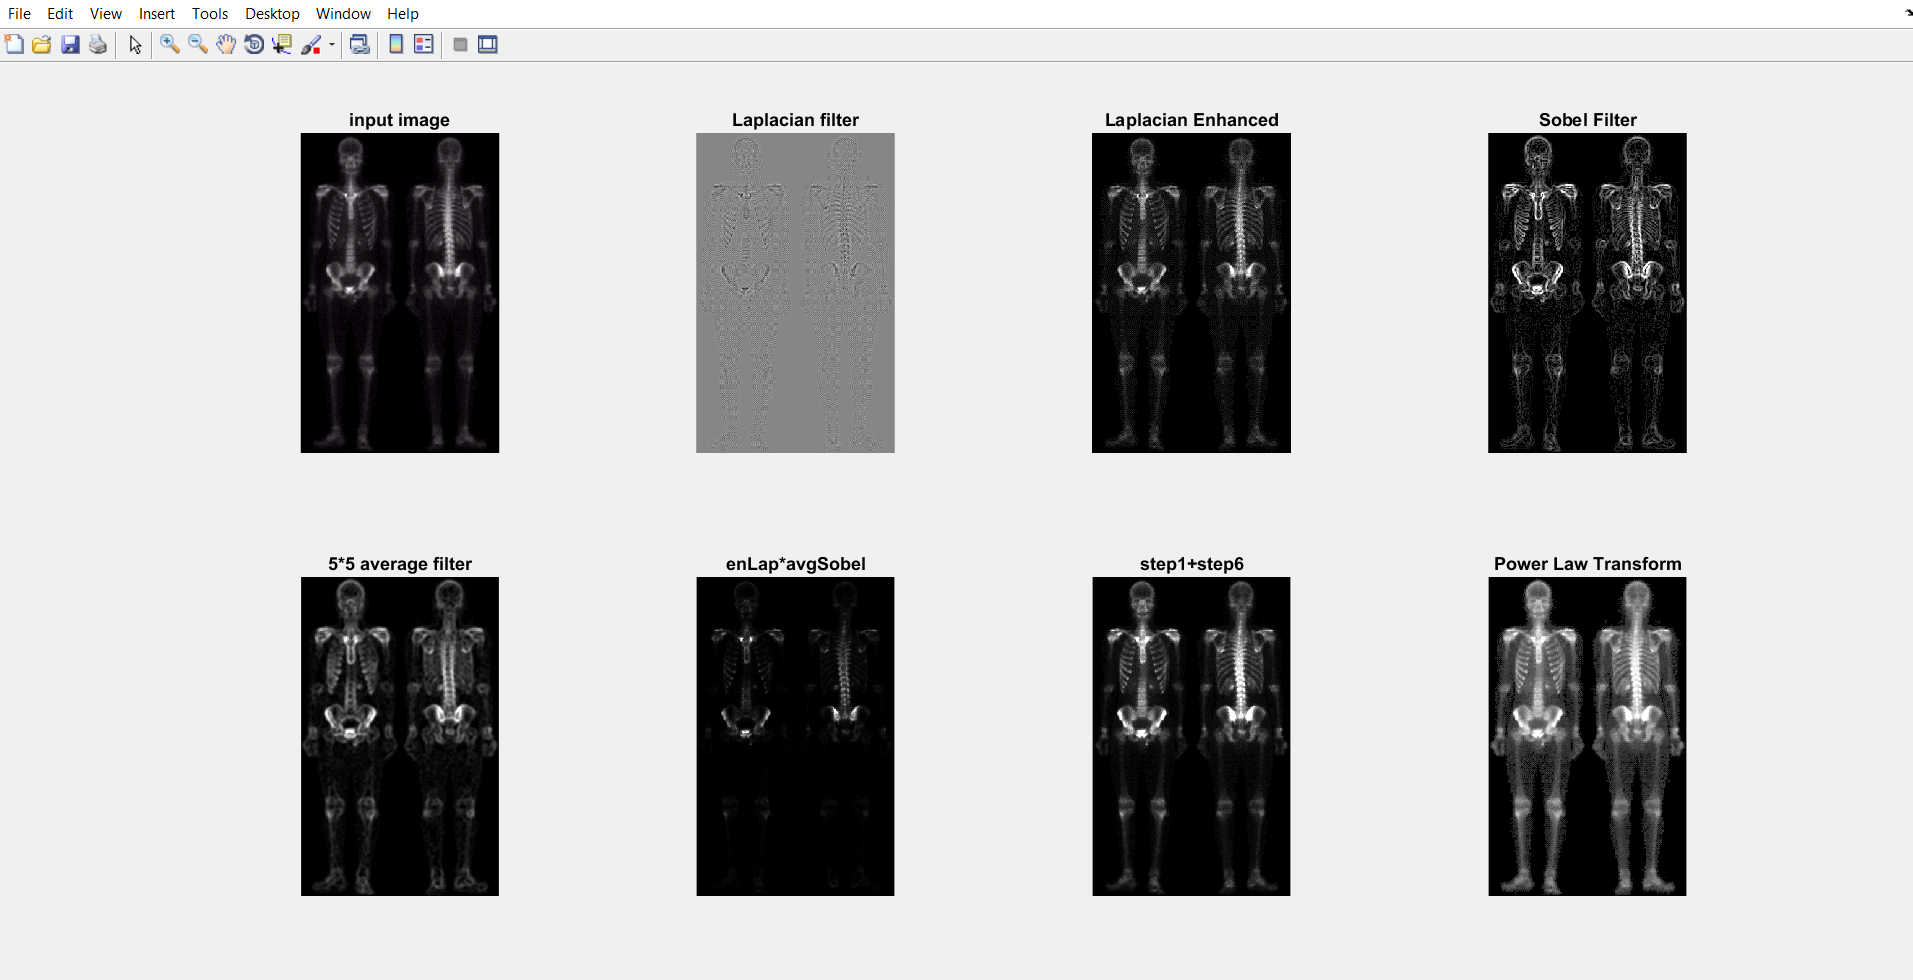 File Edit View Insert Tools Desktop Window Help
input image
Laplacian filter
Laplacian Enhanced
Sobel Filter
5*5 average filter
enLap*avgSobel
step1+step6
Power Law Transform